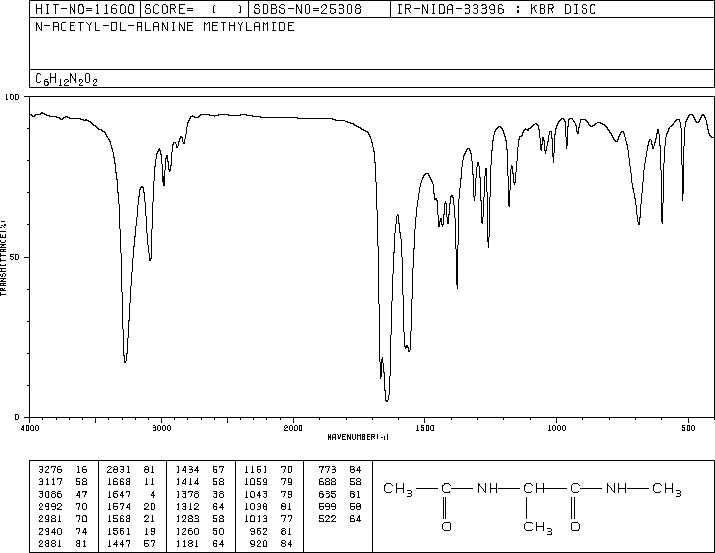 HIT-NO=11600 SCORE= ( ) SDBS-NO=25308 IR-NIDA-33396 : KBR DISC
N-ACETYL-DL-ALANINE METHYLAMIDE
C6H12N2O2
100
50
0
TRANSMITTANCE(%)
4000 3000 2000 1500 1000 500
WAVENUMBER(-1)
3276 16 2831 81 1434 57 1161 70 773 84
3117 58 1668 11 1414 58 1059 79 688 58
3086 47 1647 4 1378 38 1043 79 635 81
2992 70 1574 20 1312 64 1038 81 599 58
2981 70 1568 21 1283 58 1013 77 522 64
2940 74 1561 19 1260 50 962 81
2881 81 1447 57 1181 64 920 84
CH3 C NH CH C NH CH3
O CH3 O